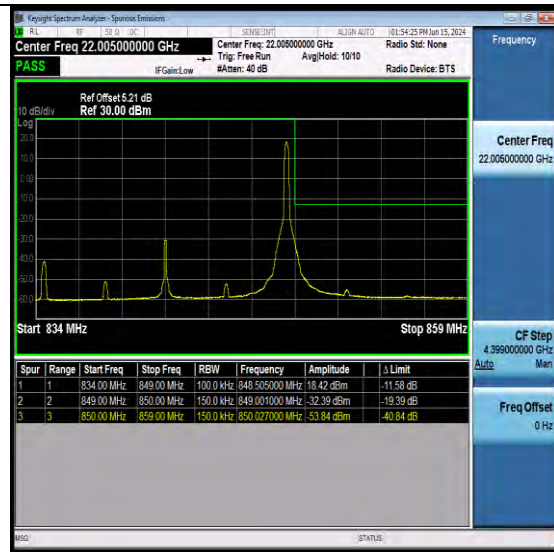 Keysight Spectrum Analyzer - Spurious Emissions
RL RF 50 Ω DC SENSE:INT ALIGN AUTO 01:54:25 PM Jun 15, 2024
Center Freq 22.005000000 GHz
PASS
IFGain:Low
Center Freq: 22.005000000 GHz
Trig: Free Run Avg|Hold: 10/10
#Atten: 40 dB
Radio Std: None
Radio Device: BTS
Frequency
Ref Offset 5.21 dB
10 dB/div Ref 30.00 dBm
Log
20.0
10.0
0.00
-10.0
-20.0
-30.0
-40.0
-50.0
-60.0
Start 834 MHz Stop 859 MHz
Spur Range Start Freq Stop Freq RBW Frequency Amplitude Δ Limit
1 1 834.00 MHz 849.00 MHz 100.0 kHz 848.505000 MHz 18.42 dBm -11.58 dB
2 2 849.00 MHz 850.00 MHz 150.0 kHz 849.001000 MHz -32.39 dBm -19.39 dB
3 3 850.00 MHz 859.00 MHz 150.0 kHz 850.027000 MHz -53.84 dBm -40.84 dB
Center Freq
22.005000000 GHz
CF Step
4.399000000 GHz
Auto Man
Freq Offset
0 Hz
MSG STATUS